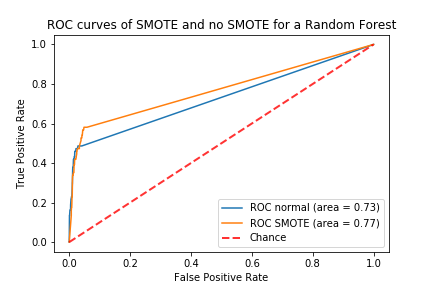 ROC curves of SMOTE and no SMOTE for a Random Forest
1.0
0.8
0.6
0.4
0.2
0.0
True Positive Rate
ROC normal (area = 0.73)
ROC SMOTE (area = 0.77)
Chance
0.0 0.2 0.4 0.6 0.8 1.0
False Positive Rate